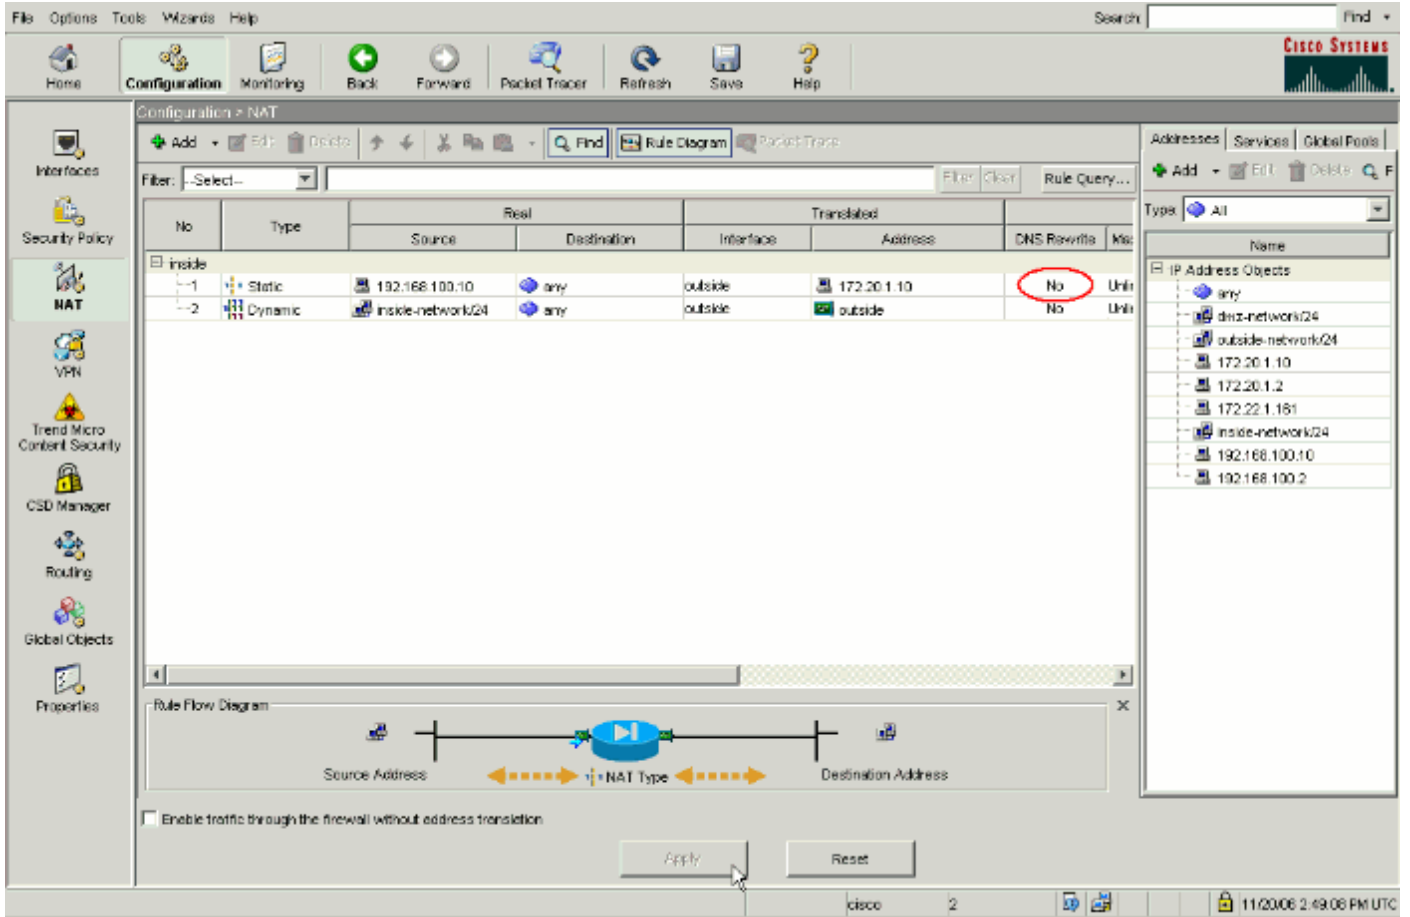 File Options Tools Wizards Help Search: Find
Home Configuration Monitoring Back Forward Packet Tracer Refresh Save Help
CISCO SYSTEMS
Configuration > NAT
Add Edit Delete Find Rule Diagram Packet Trace
Filter: --Select-- Filter Clear Rule Query...
No Type Real Translated
Source Destination Interface Address DNS Rewrite
inside
1 Static 192.168.100.10 any outside 172.20.1.10 No Unli
2 Dynamic inside-network/24 any outside outside No Unli
Interfaces
Security Policy
NAT
VPN
Trend Micro
Content Security
CSD Manager
Routing
Global Objects
Properties
Addresses Services Global Pools
Add Edit Delete F
Type: All
Name
IP Address Objects
any
dmz-network/24
outside-network/24
172.20.1.10
172.20.1.2
172.22.1.161
inside-network/24
192.168.100.10
192.168.100.2
Rule Flow Diagram
Source Address NAT Type Destination Address
Enable traffic through the firewall without address translation
Apply Reset
cisco 2 11/20/06 2:49:08 PM UTC